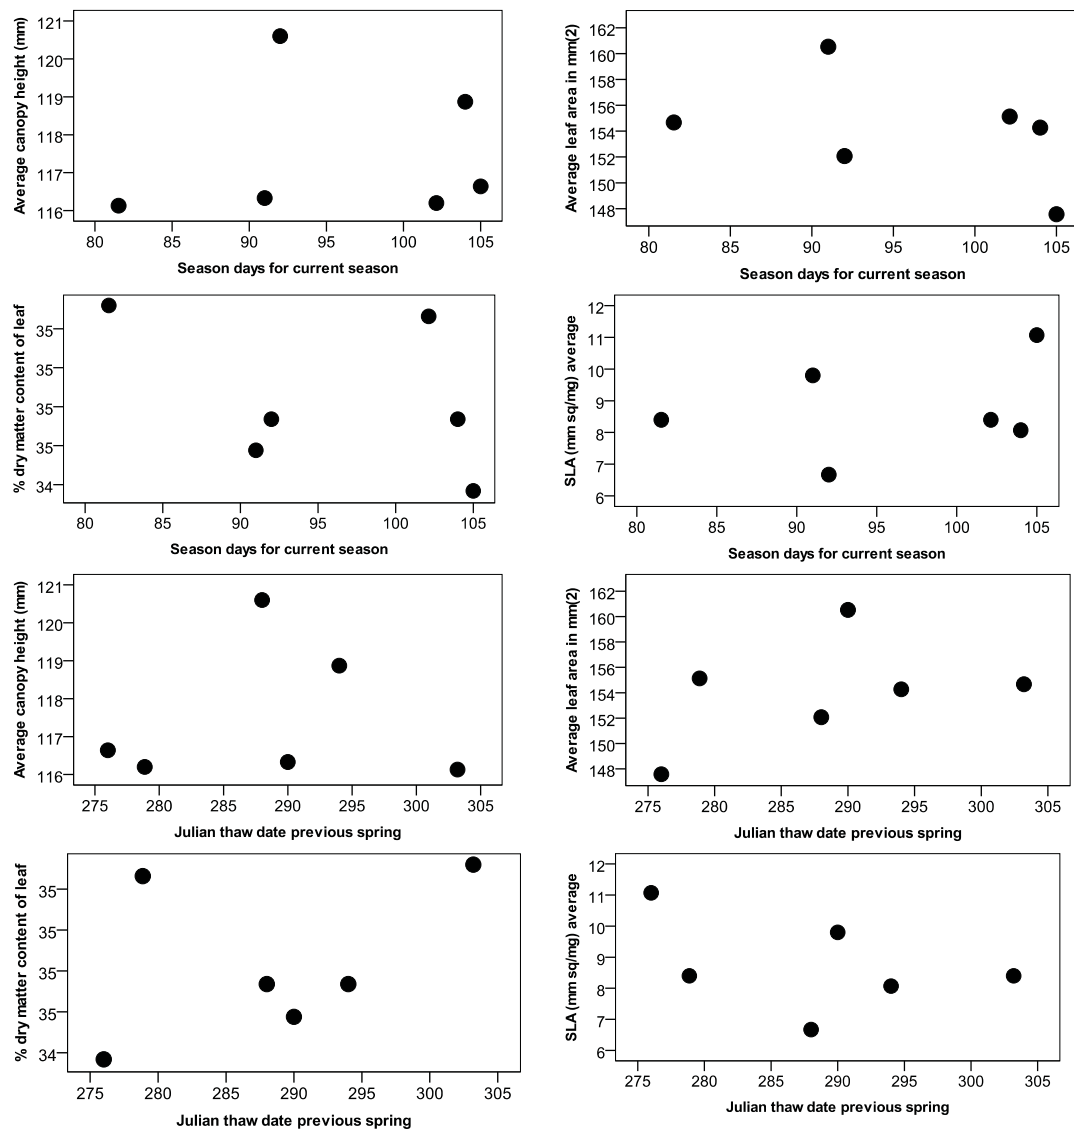 Average canopy height (mm)
121
120
119
118
117
116
80 85 90 95 100 105
Season days for current season
Average leaf area in mm(2)
162
160
158
156
154
152
150
148
80 85 90 95 100 105
Season days for current season
% dry matter content of leaf
35
35
35
35
34
80 85 90 95 100 105
Season days for current season
SLA (mm sq/mg) average
12
11
10
9
8
7
6
80 85 90 95 100 105
Season days for current season
Average canopy height (mm)
121
120
119
118
117
116
275 280 285 290 295 300 305
Julian thaw date previous spring
Average leaf area in mm(2)
162
160
158
156
154
152
150
148
275 280 285 290 295 300 305
Julian thaw date previous spring
% dry matter content of leaf
35
35
35
35
34
275 280 285 290 295 300 305
Julian thaw date previous spring
SLA (mm sq/mg) average
12
11
10
9
8
7
6
275 280 285 290 295 300 305
Julian thaw date previous spring